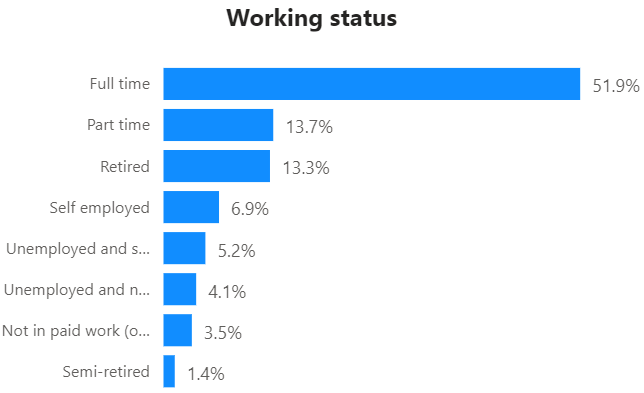 Working status
Full time 51.9%
Part time 13.7%
Retired 13.3%
Self employed 6.9%
Unemployed and s... 5.2%
Unemployed and n... 4.1%
Not in paid work (o... 3.5%
Semi-retired 1.4%